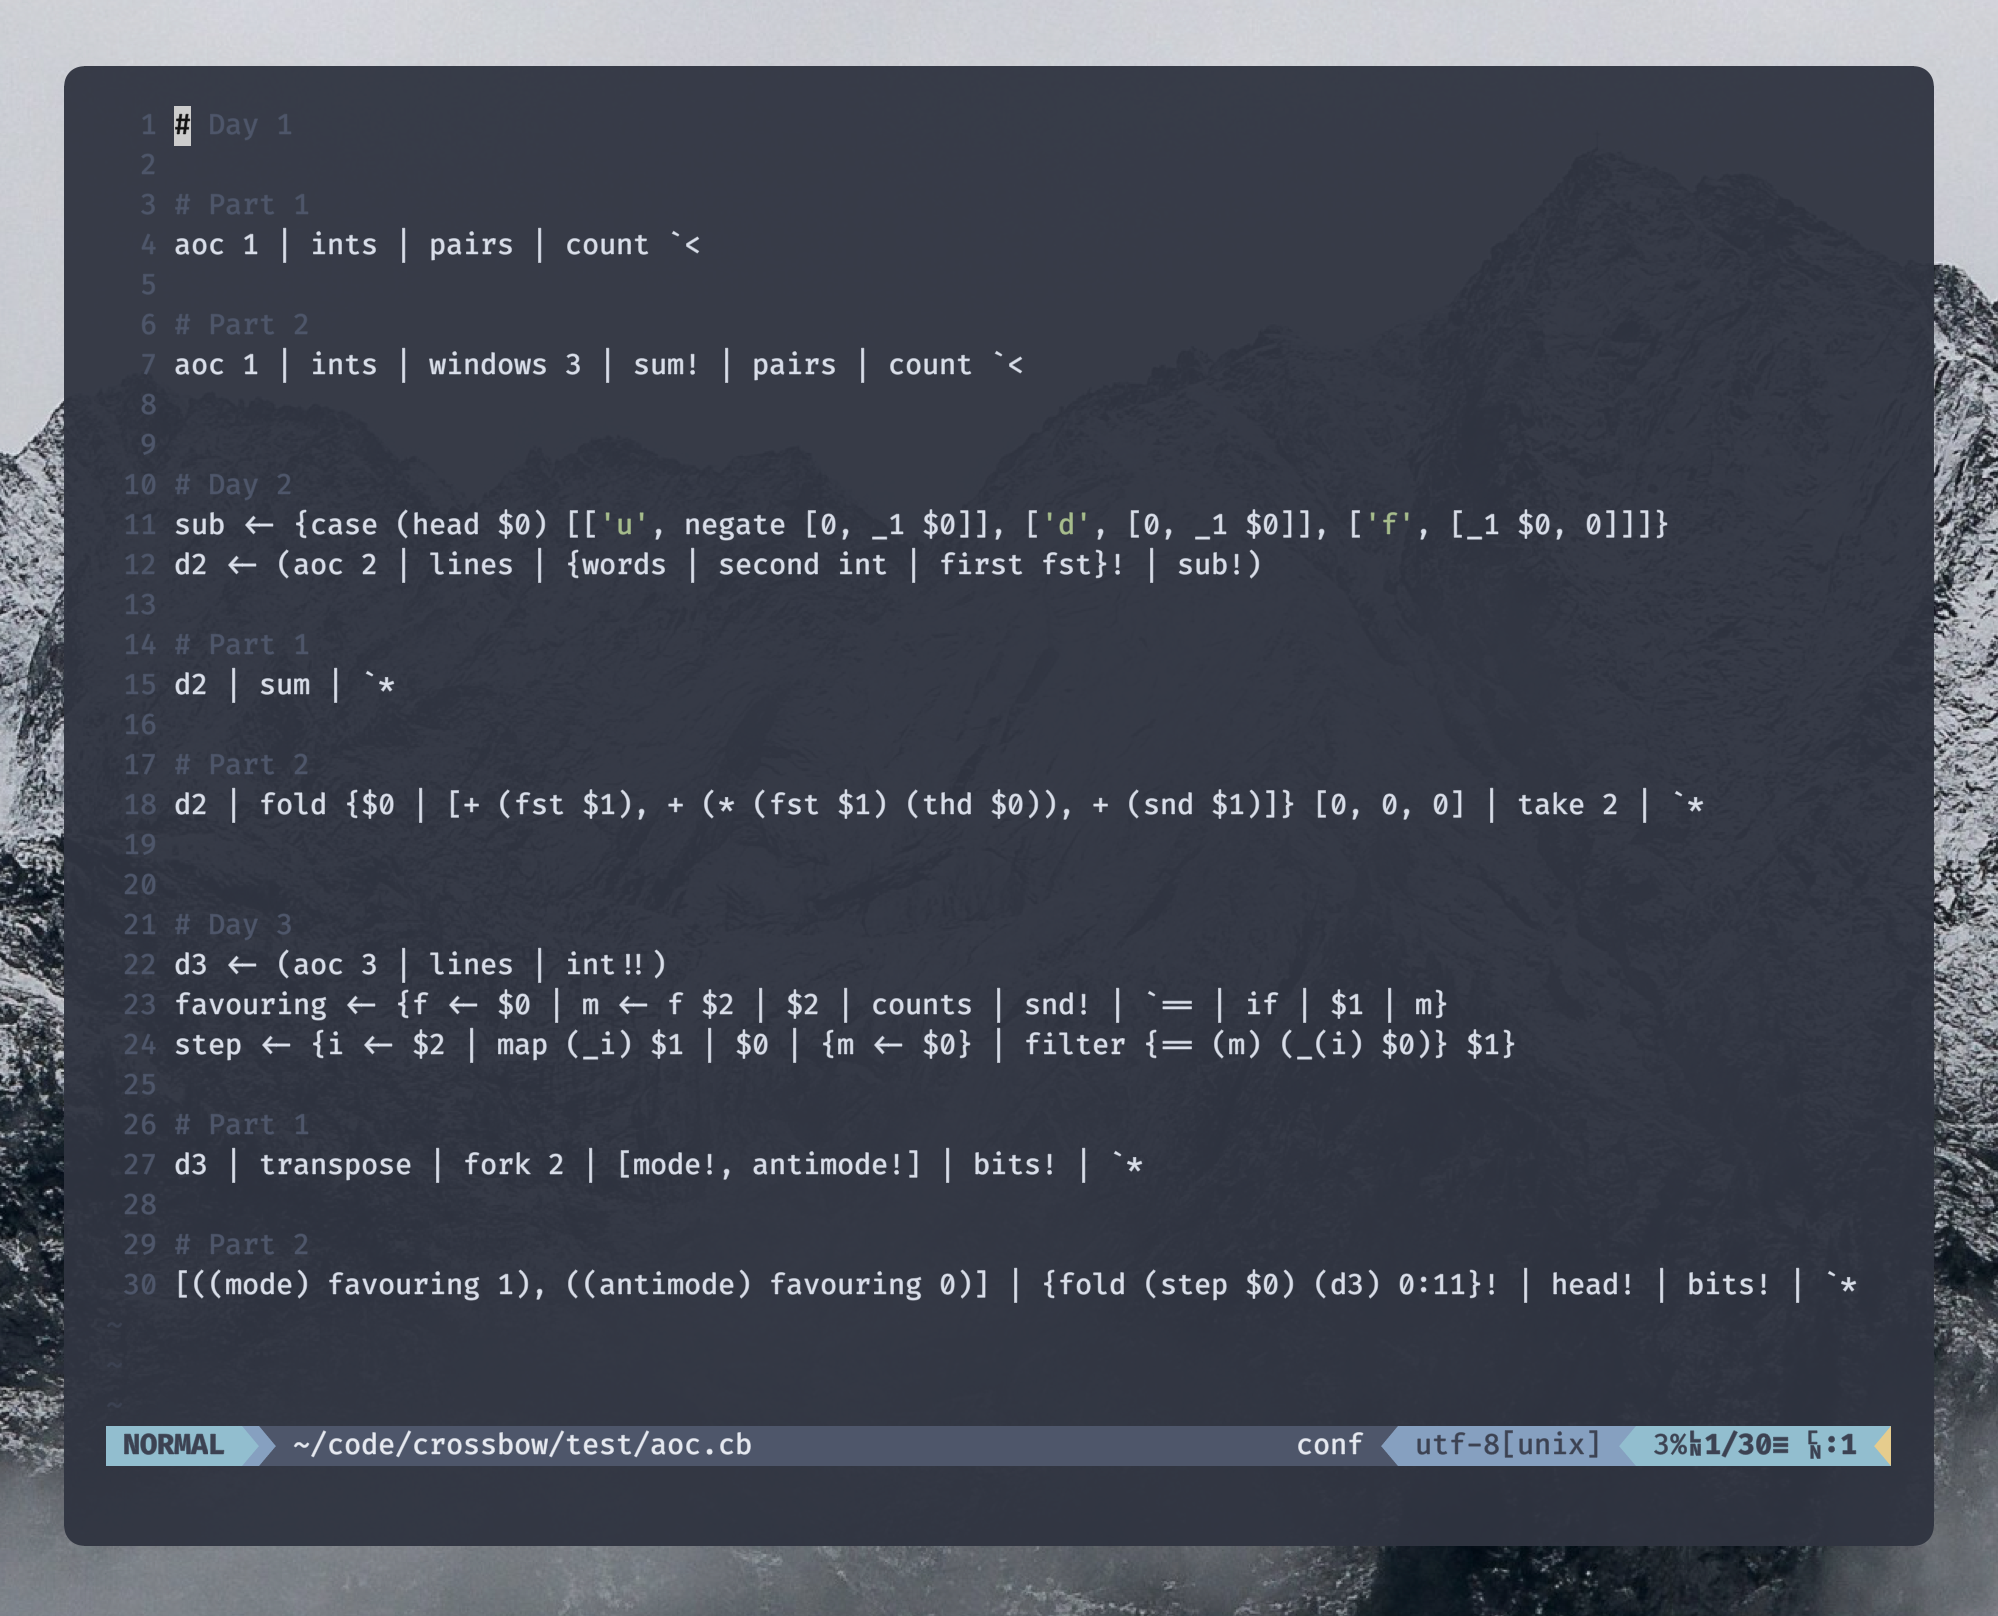 1 # Day 1
2
3 # Part 1
4 aoc 1 | ints | pairs | count `<
5
6 # Part 2
7 aoc 1 | ints | windows 3 | sum! | pairs | count `<
8
9
10 # Day 2
11 sub <- {case (head $0) [['u', negate [0, _1 $0]], ['d', [0, _1 $0]], ['f', [_1 $0, 0]]]}
12 d2 <- (aoc 2 | lines | {words | second int | first fst}! | sub!)
13
14 # Part 1
15 d2 | sum | `*
16
17 # Part 2
18 d2 | fold {$0 | [+ (fst $1), + (* (fst $1) (thd $0)), + (snd $1)]} [0, 0, 0] | take 2 | `*
19
20
21 # Day 3
22 d3 <- (aoc 3 | lines | int!!)
23 favouring <- {f <- $0 | m <- f $2 | $2 | counts | snd! | `== | if | $1 | m}
24 step <- {i <- $2 | map (_i) $1 | $0 | {m <- $0} | filter {== (m) (_(i) $0)} $1}
25
26 # Part 1
27 d3 | transpose | fork 2 | [mode!, antimode!] | bits! | `*
28
29 # Part 2
30 [((mode) favouring 1), ((antimode) favouring 0)] | {fold (step $0) (d3) 0:11}! | head! | bits! | `*
~
~
~
NORMAL ~/code/crossbow/test/aoc.cb conf utf-8[unix] 3%␊1/30≡ ␍:1